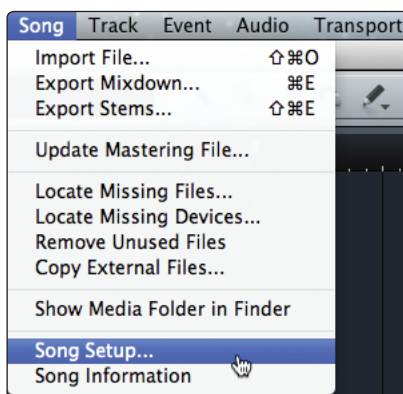 Song Track Event Audio Transport
Import File... ⇧⌘O
Export Mixdown... ⌘E
Export Stems... ⇧⌘E
Update Mastering File...
Locate Missing Files...
Locate Missing Devices...
Remove Unused Files
Copy External Files...
Show Media Folder in Finder
Song Setup...
Song Information